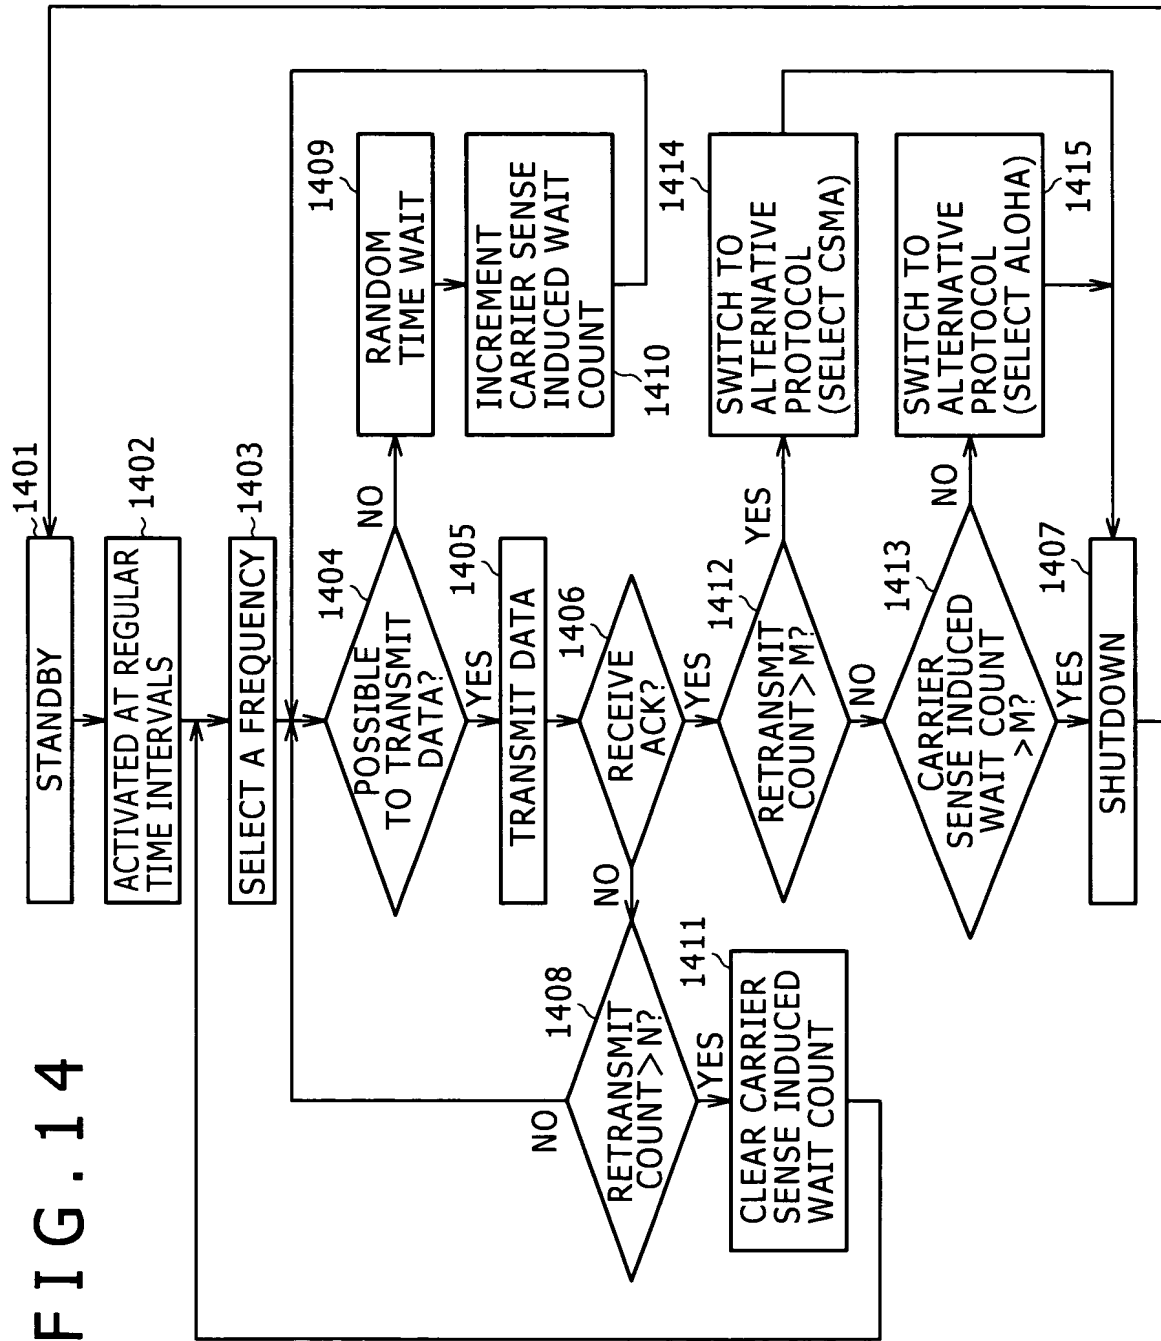 FIG.14
STANDBY
1401
ACTIVATED AT REGULAR
TIME INTERVALS
1402
SELECT A FREQUENCY
1403
POSSIBLE
TO TRANSMIT
DATA?
1404
NO
YES
RANDOM
TIME WAIT
1409
INCREMENT
CARRIER SENSE
INDUCED WAIT
COUNT
1410
TRANSMIT DATA
1405
RECEIVE
ACK?
1406
NO
YES
RETRANSMIT
COUNT>N?
1408
NO
YES
CLEAR CARRIER
SENSE INDUCED
WAIT COUNT
1411
RETRANSMIT
COUNT>M?
1412
YES
NO
SWITCH TO
ALTERNATIVE
PROTOCOL
(SELECT CSMA)
1414
CARRIER
SENSE INDUCED
WAIT COUNT
>M?
1413
NO
YES
SWITCH TO
ALTERNATIVE
PROTOCOL
(SELECT ALOHA)
1415
SHUTDOWN
1407